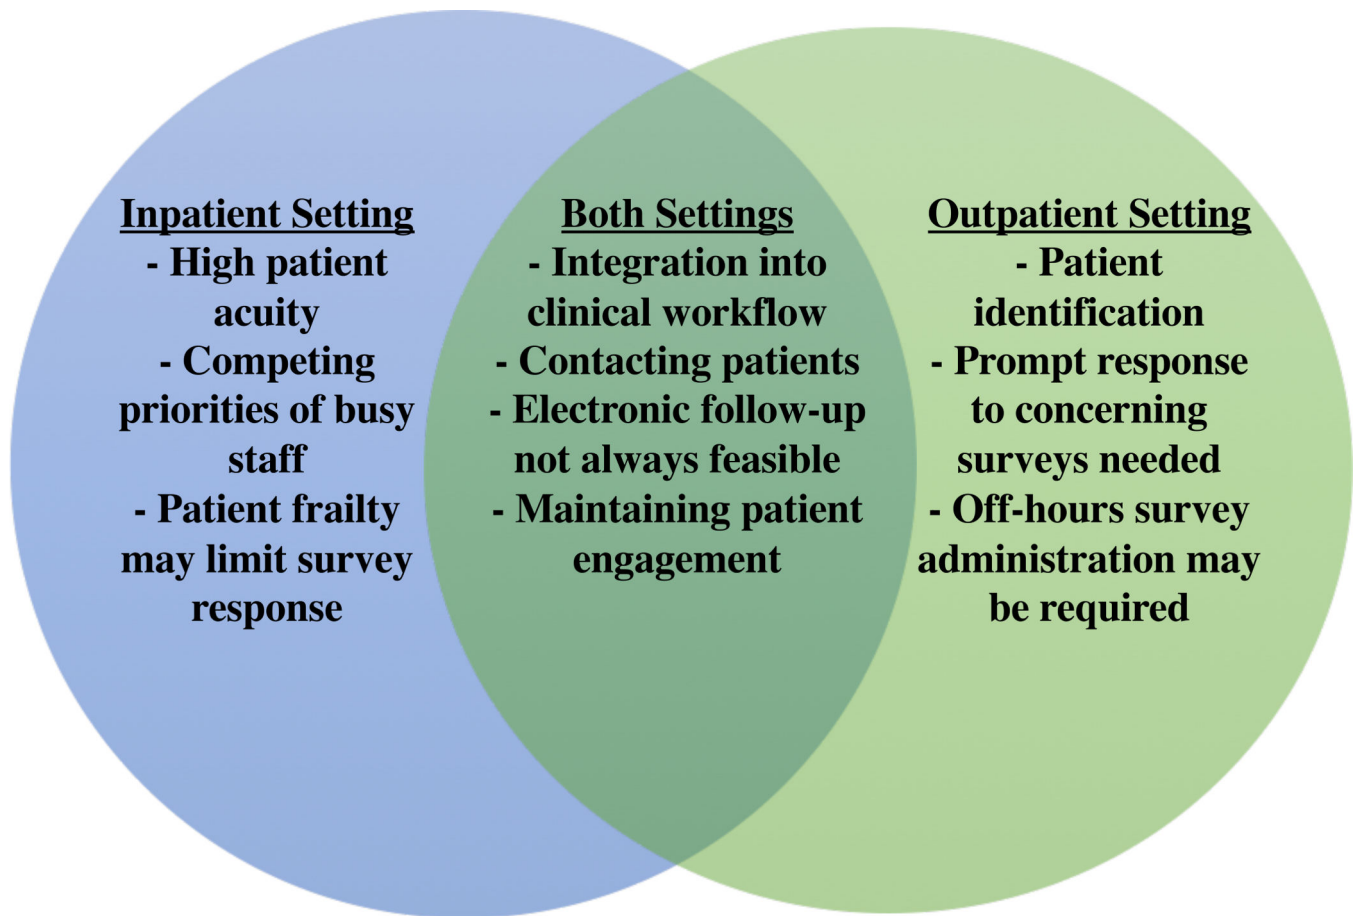 Inpatient Setting
- High patient
acuity
- Competing
priorities of busy
staff
- Patient frailty
may limit survey
response
Both Settings
- Integration into
clinical workflow
- Contacting patients
- Electronic follow-up
not always feasible
- Maintaining patient
engagement
Outpatient Setting
- Patient
identification
- Prompt response
to concerning
surveys needed
- Off-hours survey
administration may
be required